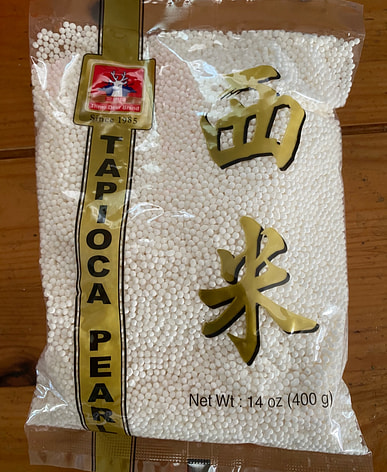 Three Deer Brand
Since 1985
TAPIOCA PEARL
西
米
Net Wt : 14 oz (400 g)